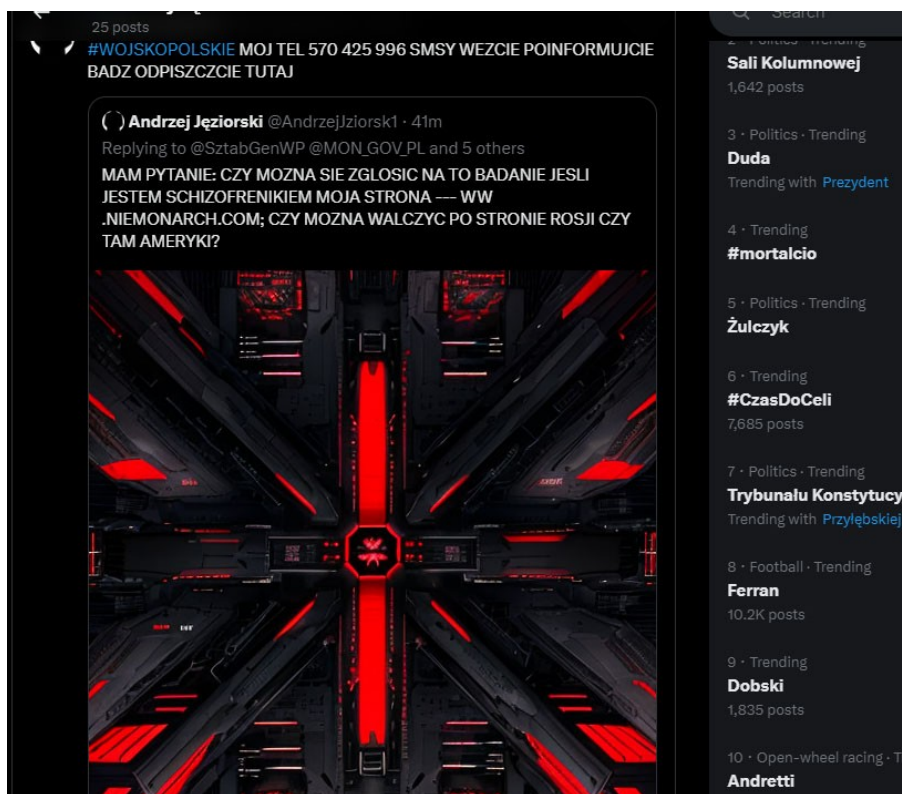 25 posts
#WOJSKOPOLSKIE MOJ TEL 570 425 996 SMSY WEZCIE POINFORMUJCIE
BADZ ODPISZCZCIE TUTAJ
Andrzej Jęziorski @AndrzejJziorsk1 · 41m
Replying to @SztabGenWP @MON_GOV_PL and 5 others
MAM PYTANIE: CZY MOZNA SIE ZGLOSIC NA TO BADANIE JESLI
JESTEM SCHIZOFRENIKIEM MOJA STRONA --- WW
.NIEMONARCH.COM; CZY MOZNA WALCZYC PO STRONIE ROSJI CZY
TAM AMERYKI?
Search
2 · Politics · Trending
Sali Kolumnowej
1,642 posts
3 · Politics · Trending
Duda
Trending with Prezydent
4 · Trending
#mortalcio
5 · Politics · Trending
Żulczyk
6 · Trending
#CzasDoCeli
7,685 posts
7 · Politics · Trending
Trybunału Konstytucy
Trending with Przyłębskiej
8 · Football · Trending
Ferran
10.2K posts
9 · Trending
Dobski
1,835 posts
10 · Open-wheel racing · T
Andretti